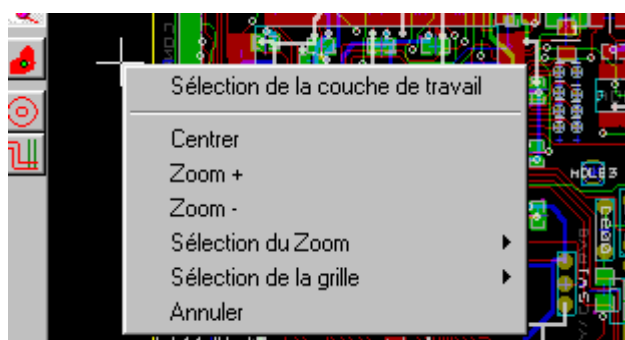 Sélection de la couche de travail
Centrer
Zoom +
Zoom -
Sélection du Zoom
Sélection de la grille
Annuler
HOLE3